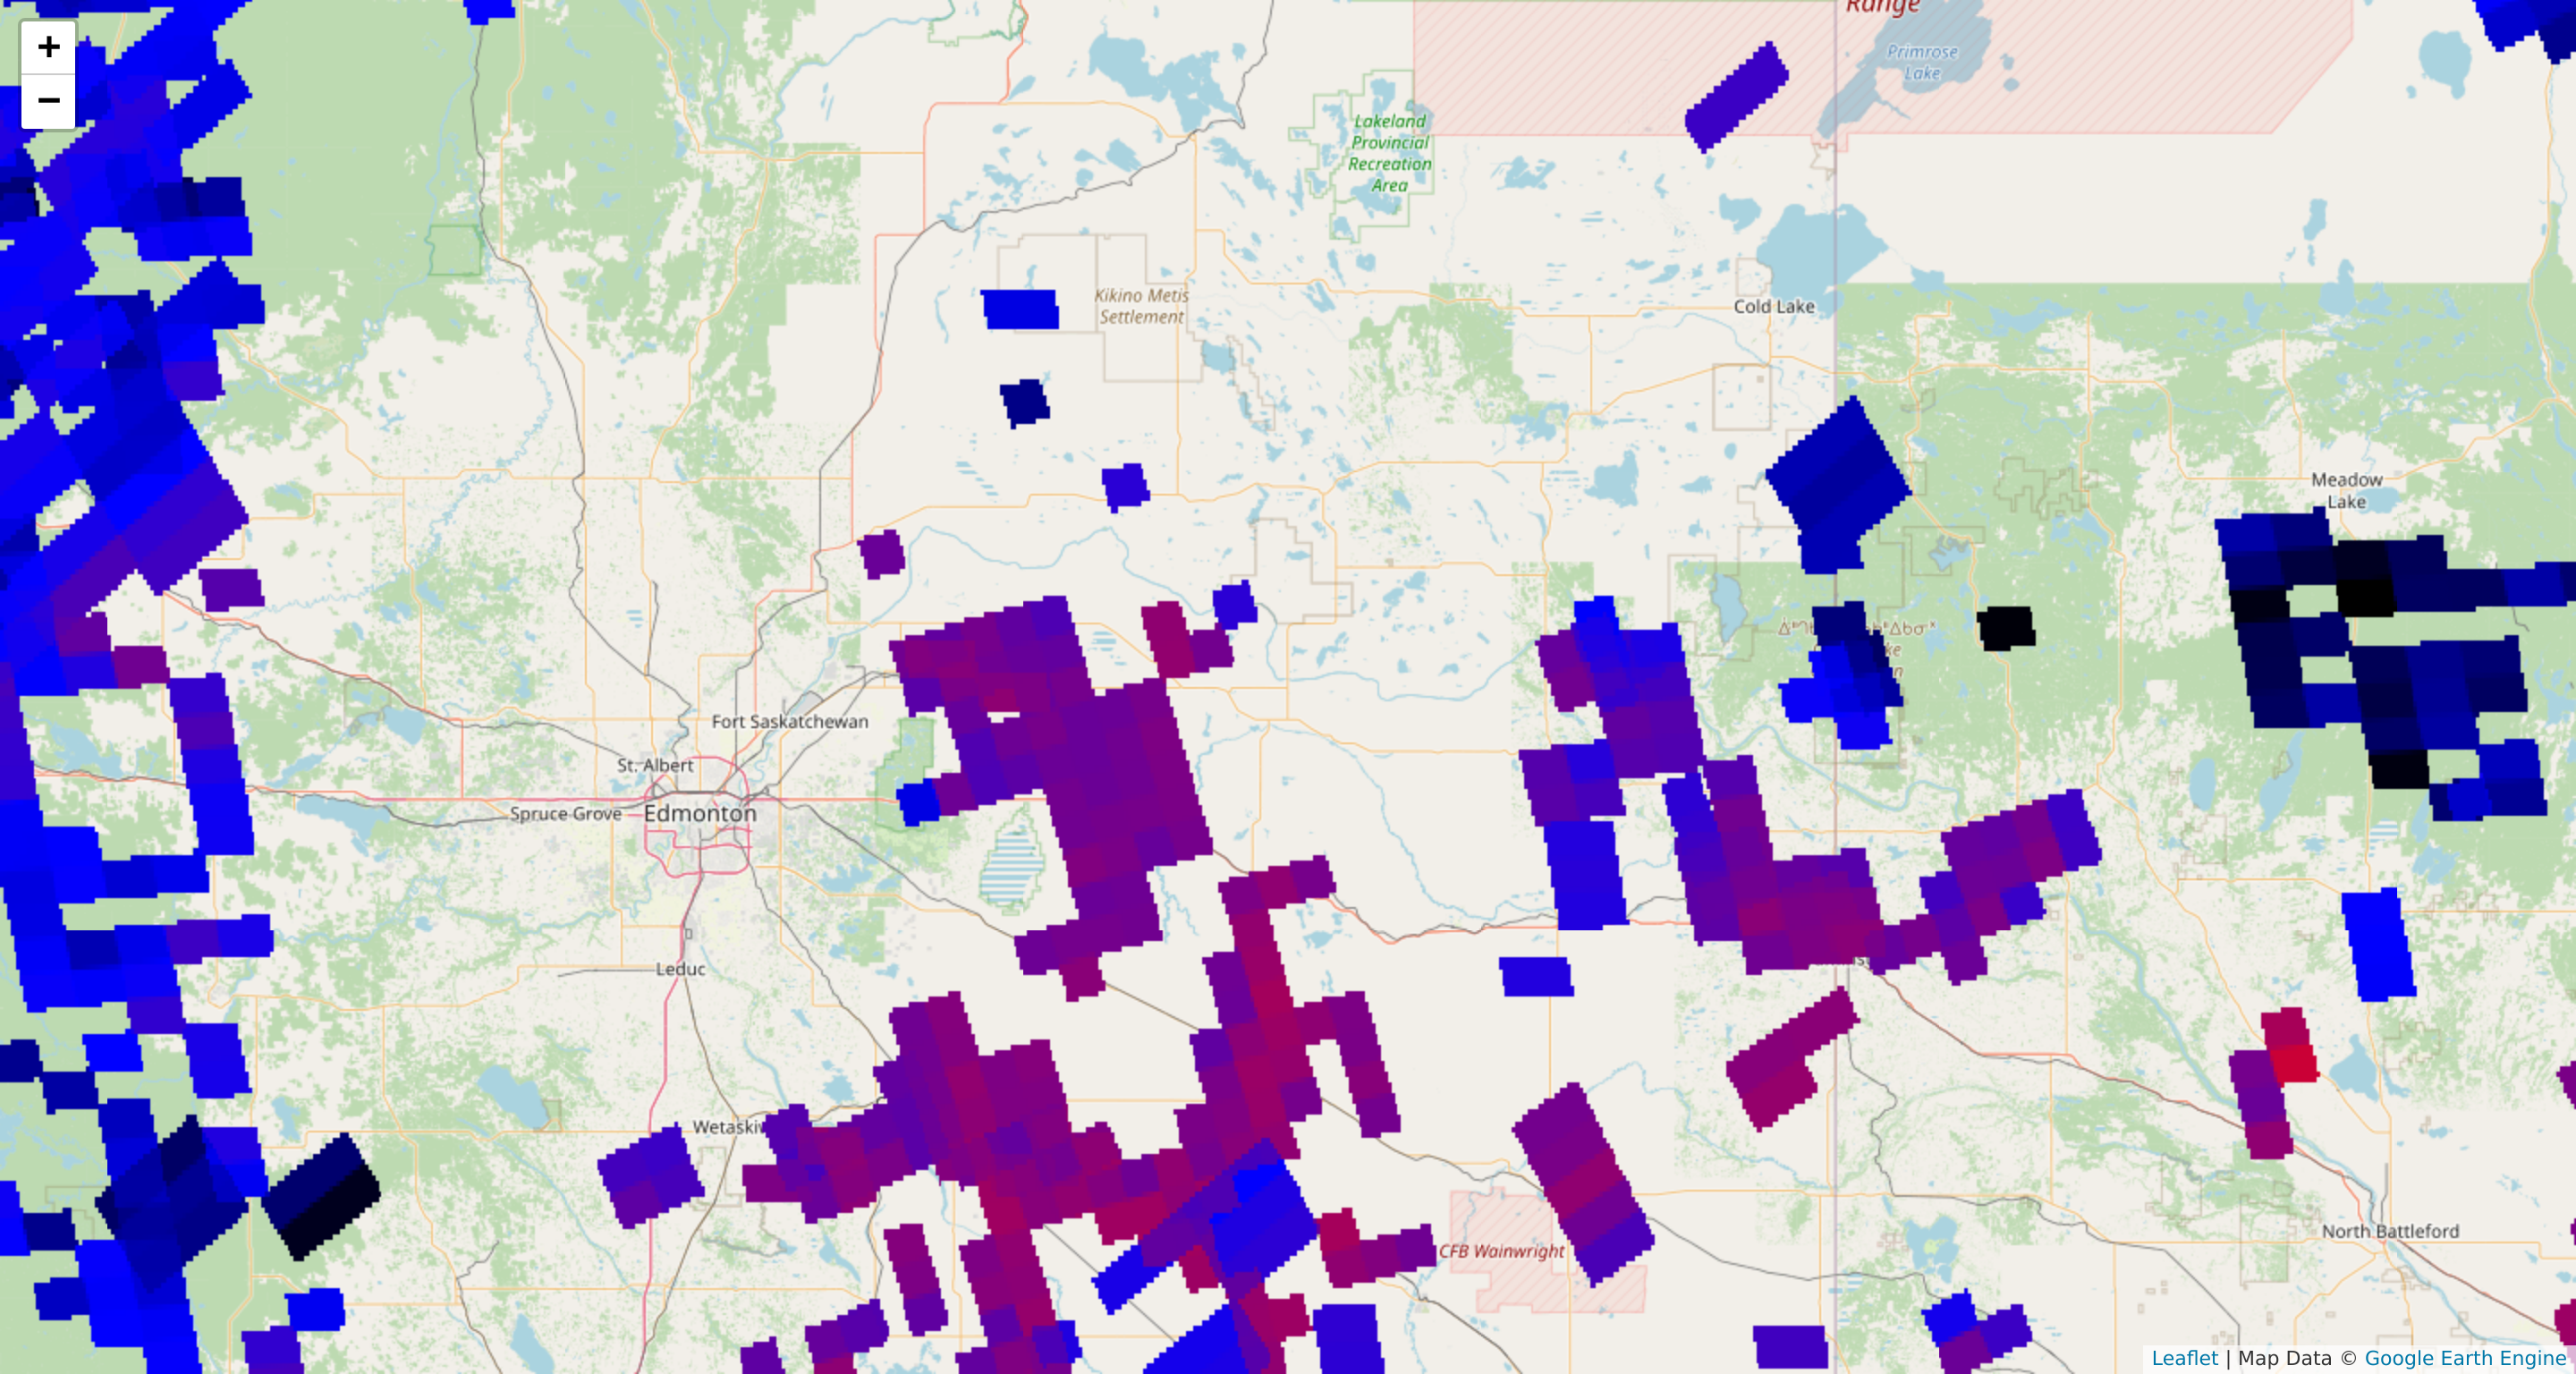 +
−
Range
Primrose
Lake
Lakeland
Provincial
Recreation
Area
Kikino Metis
Settlement
Cold Lake
Meadow
Lake
Fort Saskatchewan
St. Albert
Spruce Grove
Edmonton
Leduc
CFB Wainwright
North Battleford
Leaflet | Map Data © Google Earth Engine